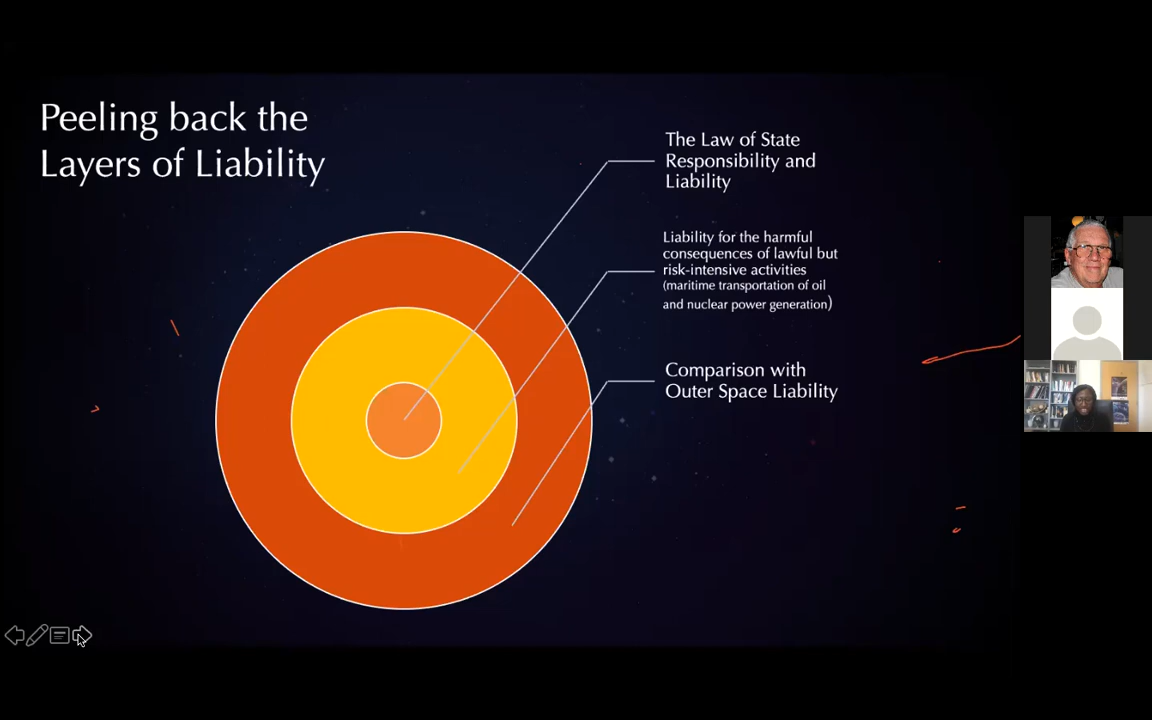 Peeling back the
Layers of Liability
The Law of State
Responsibility and
Liability
Liability for the harmful
consequences of lawful but
risk-intensive activities
(maritime transportation of oil
and nuclear power generation)
Comparison with
Outer Space Liability